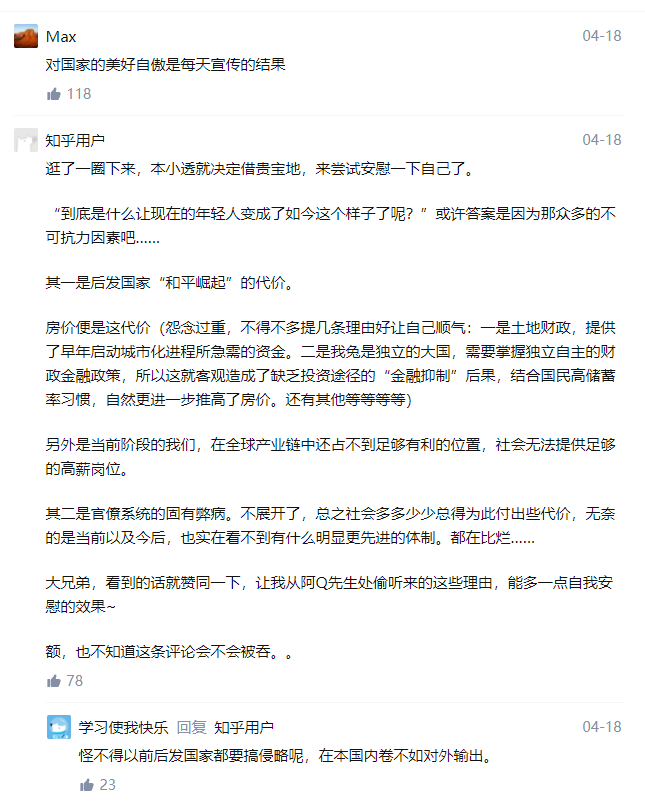 Max
04-18
对国家的美好自傲是每天宣传的结果
118
知乎用户
04-18
逛了一圈下来，本小透就决定借贵宝地，来尝试安慰一下自己了。
“到底是什么让现在的年轻人变成了如今这个样子了呢？”或许答案是因为那众多的不
可抗力因素吧......
其一是后发国家“和平崛起”的代价。
房价便是这代价（怨念过重，不得不多提几条理由好让自己顺气：一是土地财政，提供
了早年启动城市化进程所急需的资金。二是我兔是独立的大国，需要掌握独立自主的财
政金融政策，所以这就客观造成了缺乏投资途径的“金融抑制”后果，结合国民高储蓄
率习惯，自然更进一步推高了房价。还有其他等等等等）
另外是当前阶段的我们，在全球产业链中还占不到足够有利的位置，社会无法提供足够
的高薪岗位。
其二是官僚系统的固有弊病。不展开了，总之社会多多少少总得为此付出些代价，无奈
的是当前以及今后，也实在看不到有什么明显更先进的体制。都在比烂......
大兄弟，看到的话就赞同一下，让我从阿Q先生处偷听来的这些理由，能多一点自我安
慰的效果~
额，也不知道这条评论会不会被吞。。
78
学习使我快乐 回复 知乎用户
04-18
怪不得以前后发国家都要搞侵略呢，在本国内卷不如对外输出。
23